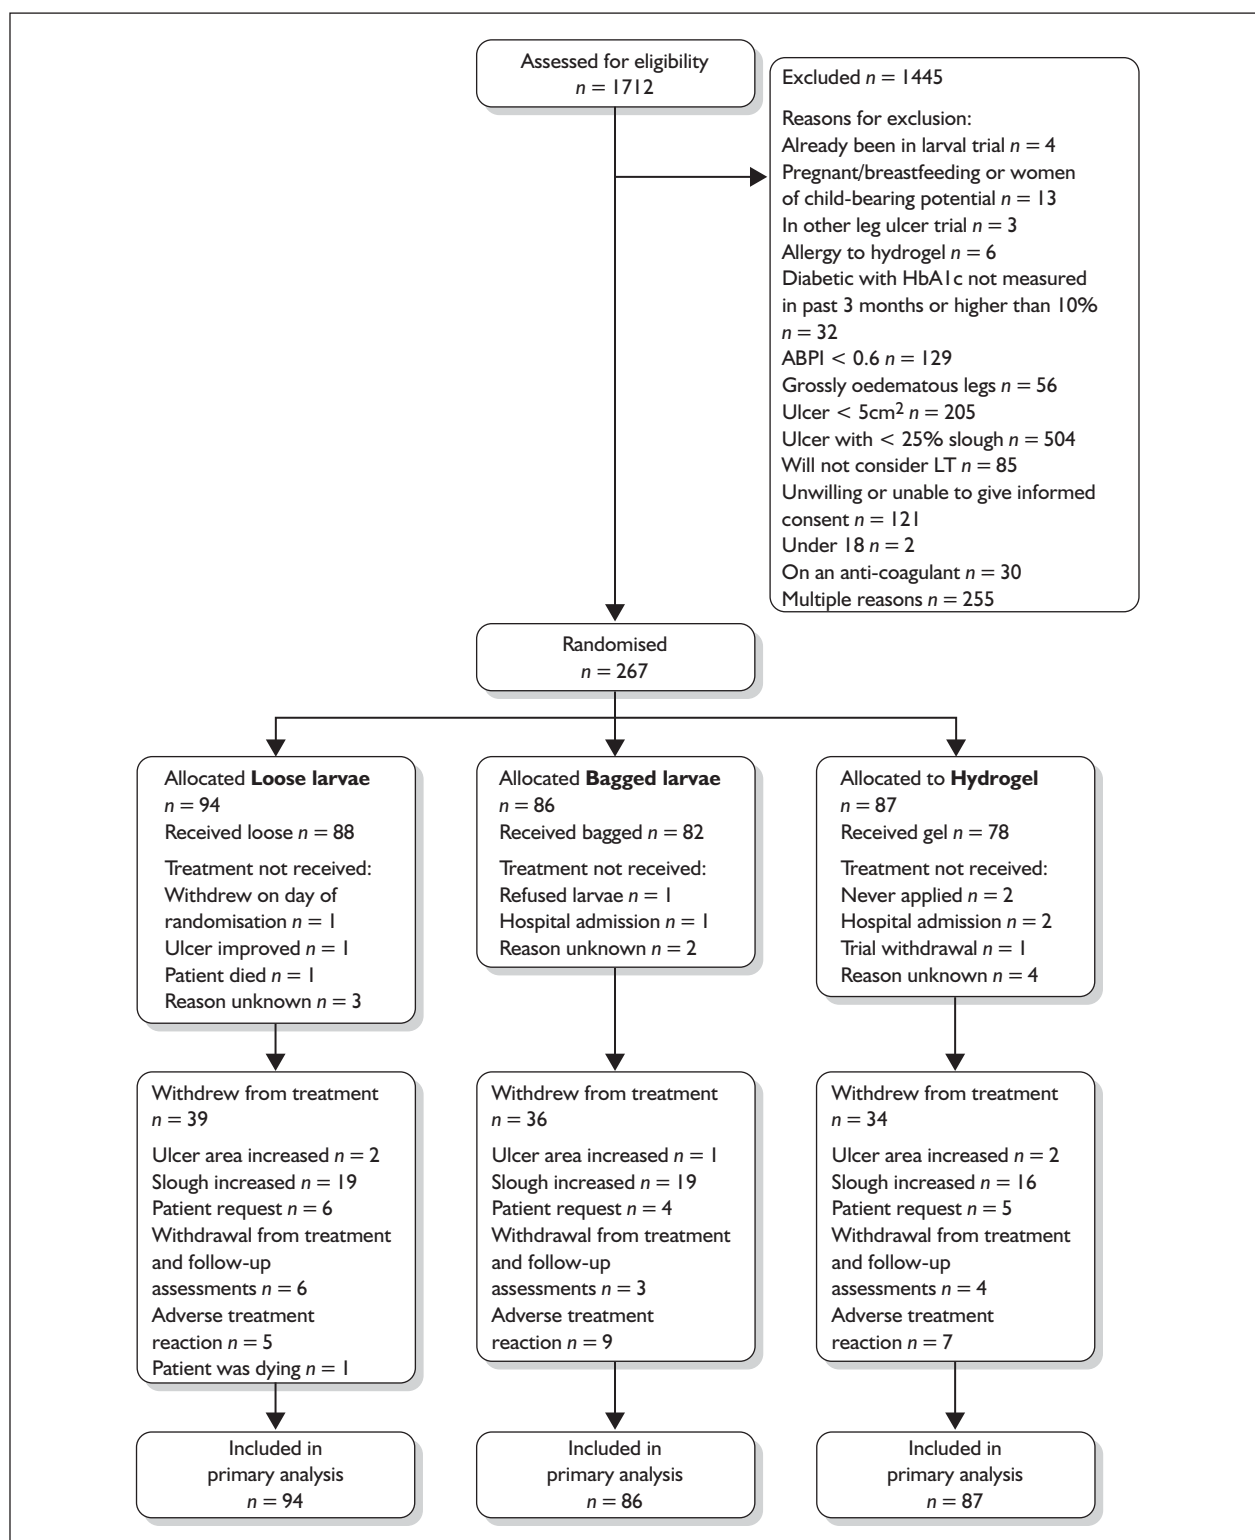 Assessed for eligibility
n = 1712
Excluded n = 1445
Reasons for exclusion:
Already been in larval trial n = 4
Pregnant/breastfeeding or women
of child-bearing potential n = 13
In other leg ulcer trial n = 3
Allergy to hydrogel n = 6
Diabetic with HbA1c not measured
in past 3 months or higher than 10%
n = 32
ABPI < 0.6 n = 129
Grossly oedematous legs n = 56
Ulcer < 5cm² n = 205
Ulcer with < 25% slough n = 504
Will not consider LT n = 85
Unwilling or unable to give informed
consent n = 121
Under 18 n = 2
On an anti-coagulant n = 30
Multiple reasons n = 255
Randomised
n = 267
Allocated Loose larvae
n = 94
Received loose n = 88
Treatment not received:
Withdrew on day of
randomisation n = 1
Ulcer improved n = 1
Patient died n = 1
Reason unknown n = 3
Allocated Bagged larvae
n = 86
Received bagged n = 82
Treatment not received:
Refused larvae n = 1
Hospital admission n = 1
Reason unknown n = 2
Allocated to Hydrogel
n = 87
Received gel n = 78
Treatment not received:
Never applied n = 2
Hospital admission n = 2
Trial withdrawal n = 1
Reason unknown n = 4
Withdrew from treatment
n = 39
Ulcer area increased n = 2
Slough increased n = 19
Patient request n = 6
Withdrawal from treatment
and follow-up
assessments n = 6
Adverse treatment
reaction n = 5
Patient was dying n = 1
Withdrew from treatment
n = 36
Ulcer area increased n = 1
Slough increased n = 19
Patient request n = 4
Withdrawal from treatment
and follow-up
assessments n = 3
Adverse treatment
reaction n = 9
Withdrew from treatment
n = 34
Ulcer area increased n = 2
Slough increased n = 16
Patient request n = 5
Withdrawal from treatment
and follow-up
assessments n = 4
Adverse treatment
reaction n = 7
Included in
primary analysis
n = 94
Included in
primary analysis
n = 86
Included in
primary analysis
n = 87